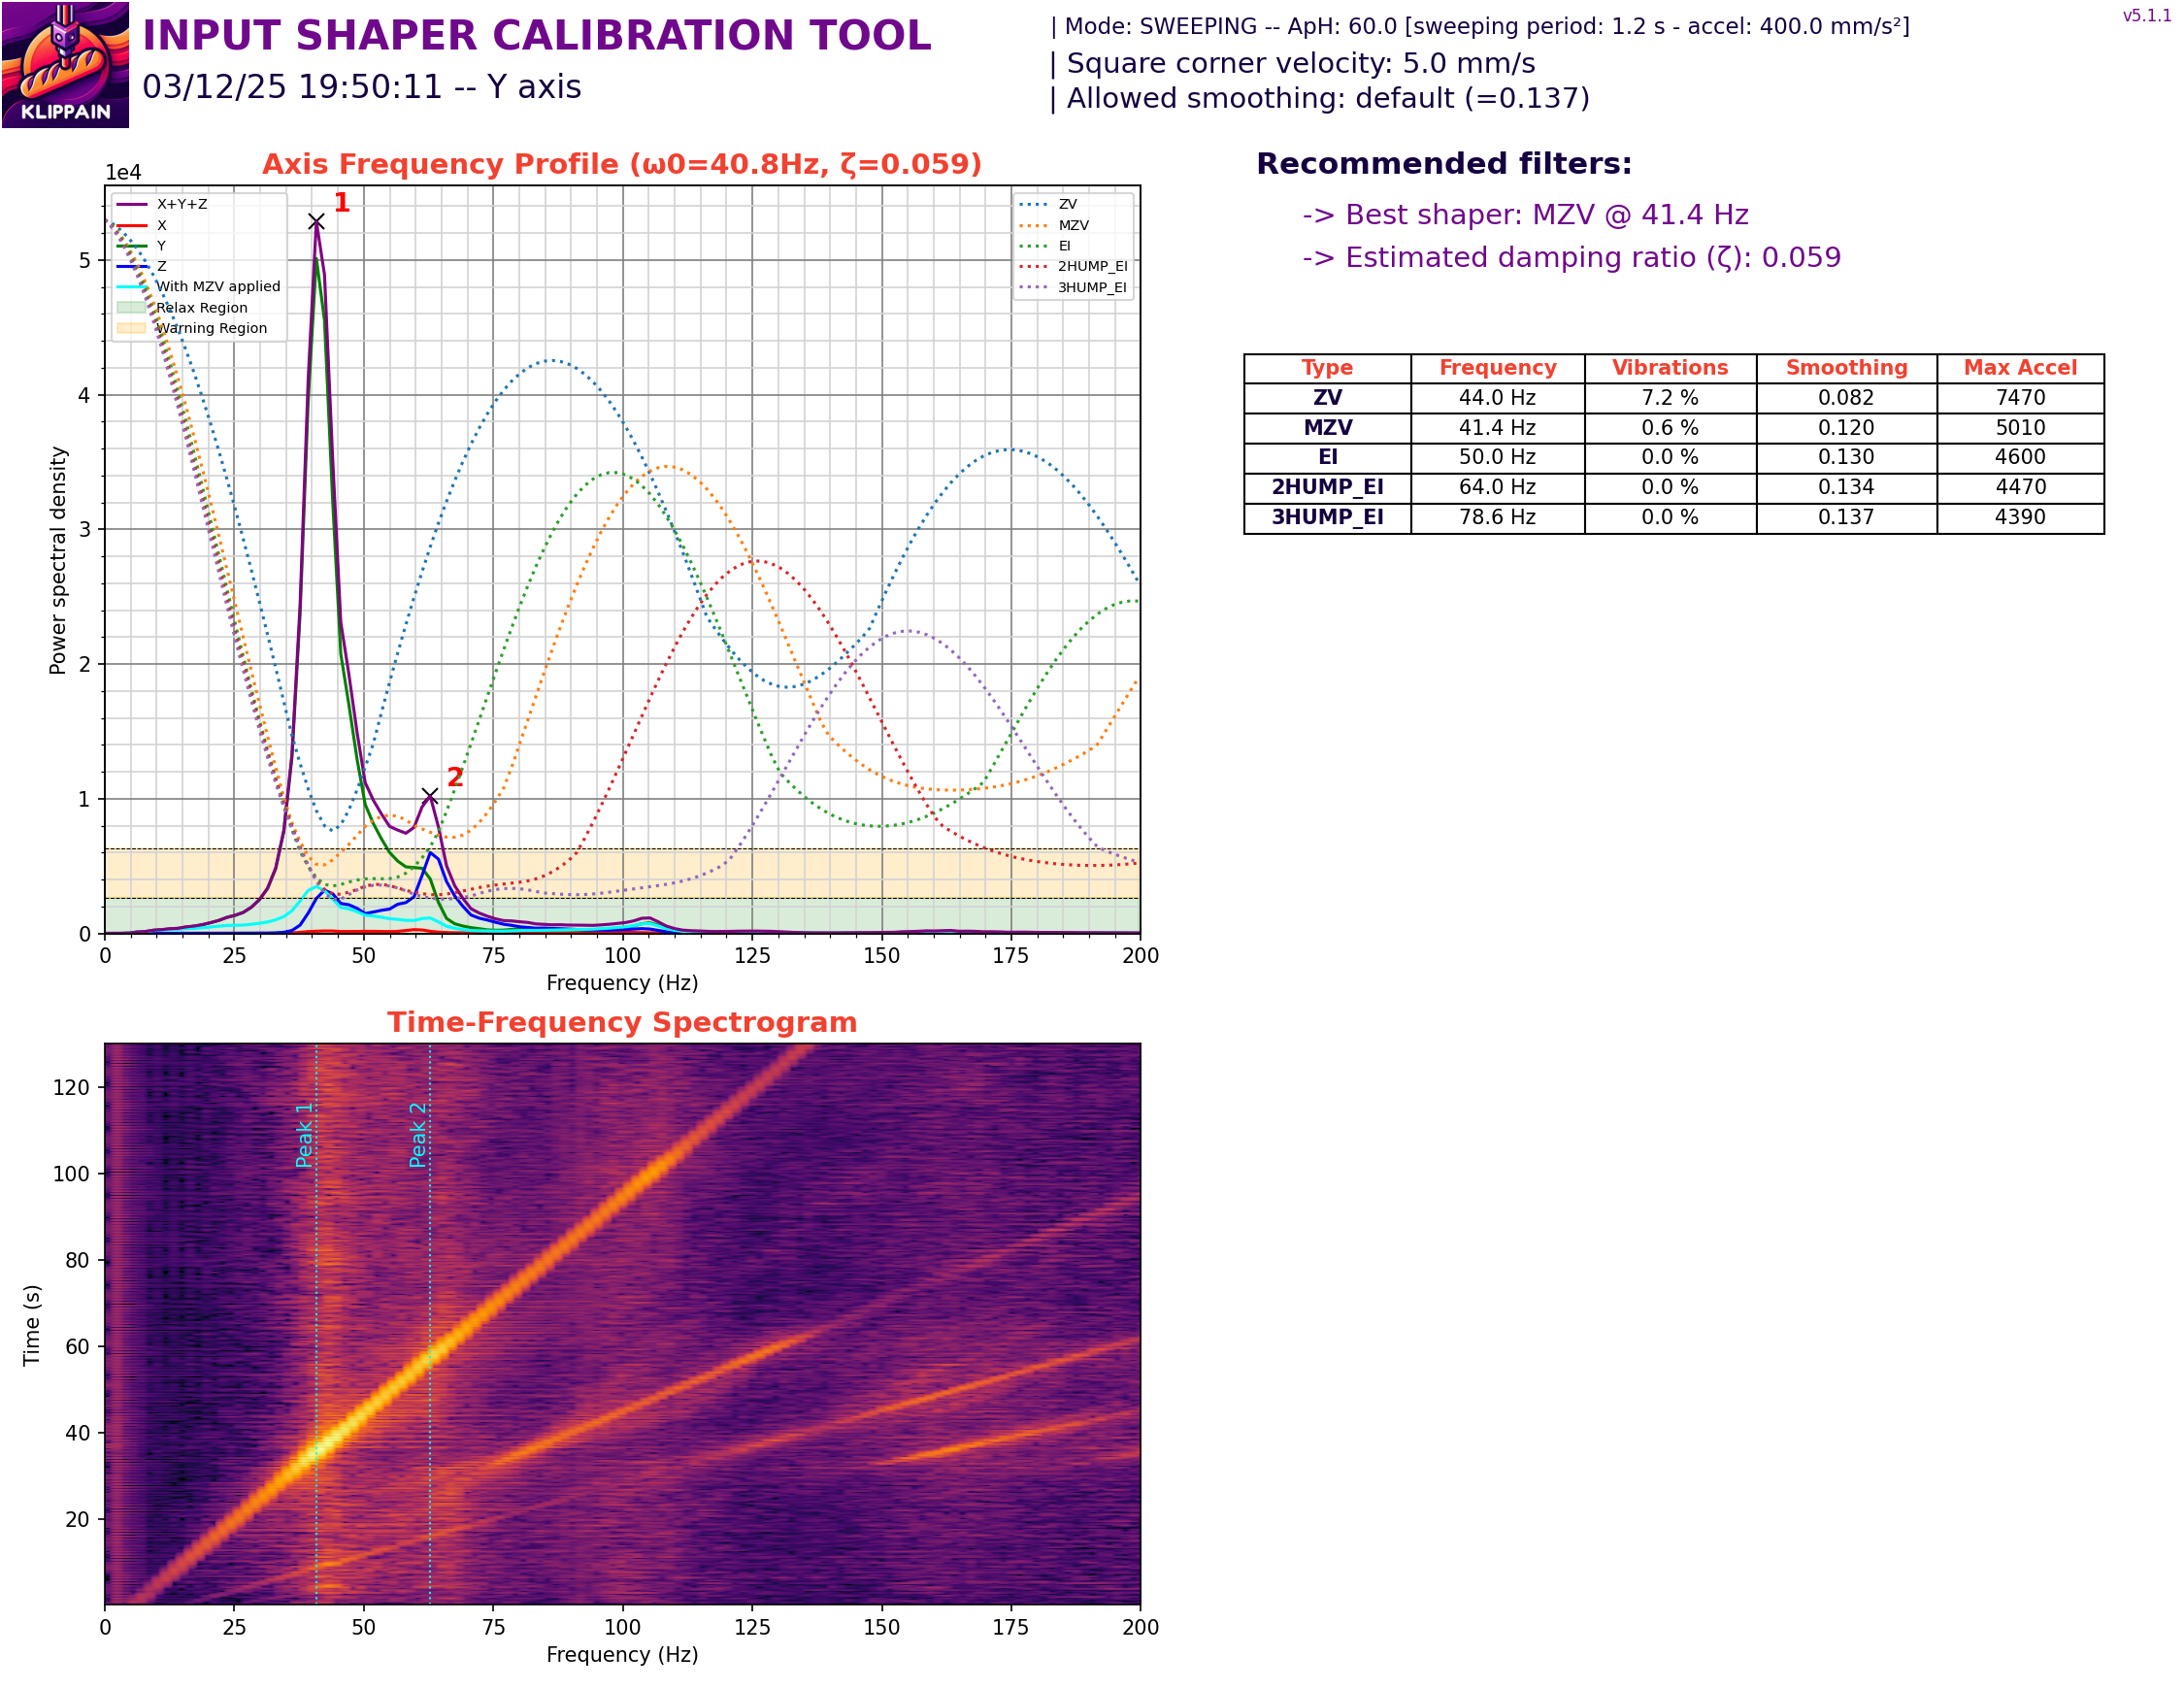 INPUT SHAPER CALIBRATION TOOL
03/12/25 19:50:11 -- Y axis
KLIPPAIN
| Mode: SWEEPING -- ApH: 60.0 [sweeping period: 1.2 s - accel: 400.0 mm/s²]
| Square corner velocity: 5.0 mm/s
| Allowed smoothing: default (=0.137)
v5.1.1
Axis Frequency Profile (ω0=40.8Hz, ζ=0.059)
1e4
X+Y+Z
X
Y
Z
With MZV applied
Relax Region
Warning Region
ZV
MZV
EI
2HUMP_EI
3HUMP_EI
1
2
5
4
3
2
1
0
Power spectral density
0 25 50 75 100 125 150 175 200
Frequency (Hz)
Recommended filters:
-> Best shaper: MZV @ 41.4 Hz
-> Estimated damping ratio (ζ): 0.059
Type Frequency Vibrations Smoothing Max Accel
ZV 44.0 Hz 7.2 % 0.082 7470
MZV 41.4 Hz 0.6 % 0.120 5010
EI 50.0 Hz 0.0 % 0.130 4600
2HUMP_EI 64.0 Hz 0.0 % 0.134 4470
3HUMP_EI 78.6 Hz 0.0 % 0.137 4390
Time-Frequency Spectrogram
Peak 1
Peak 2
120
100
80
60
40
20
Time (s)
0 25 50 75 100 125 150 175 200
Frequency (Hz)